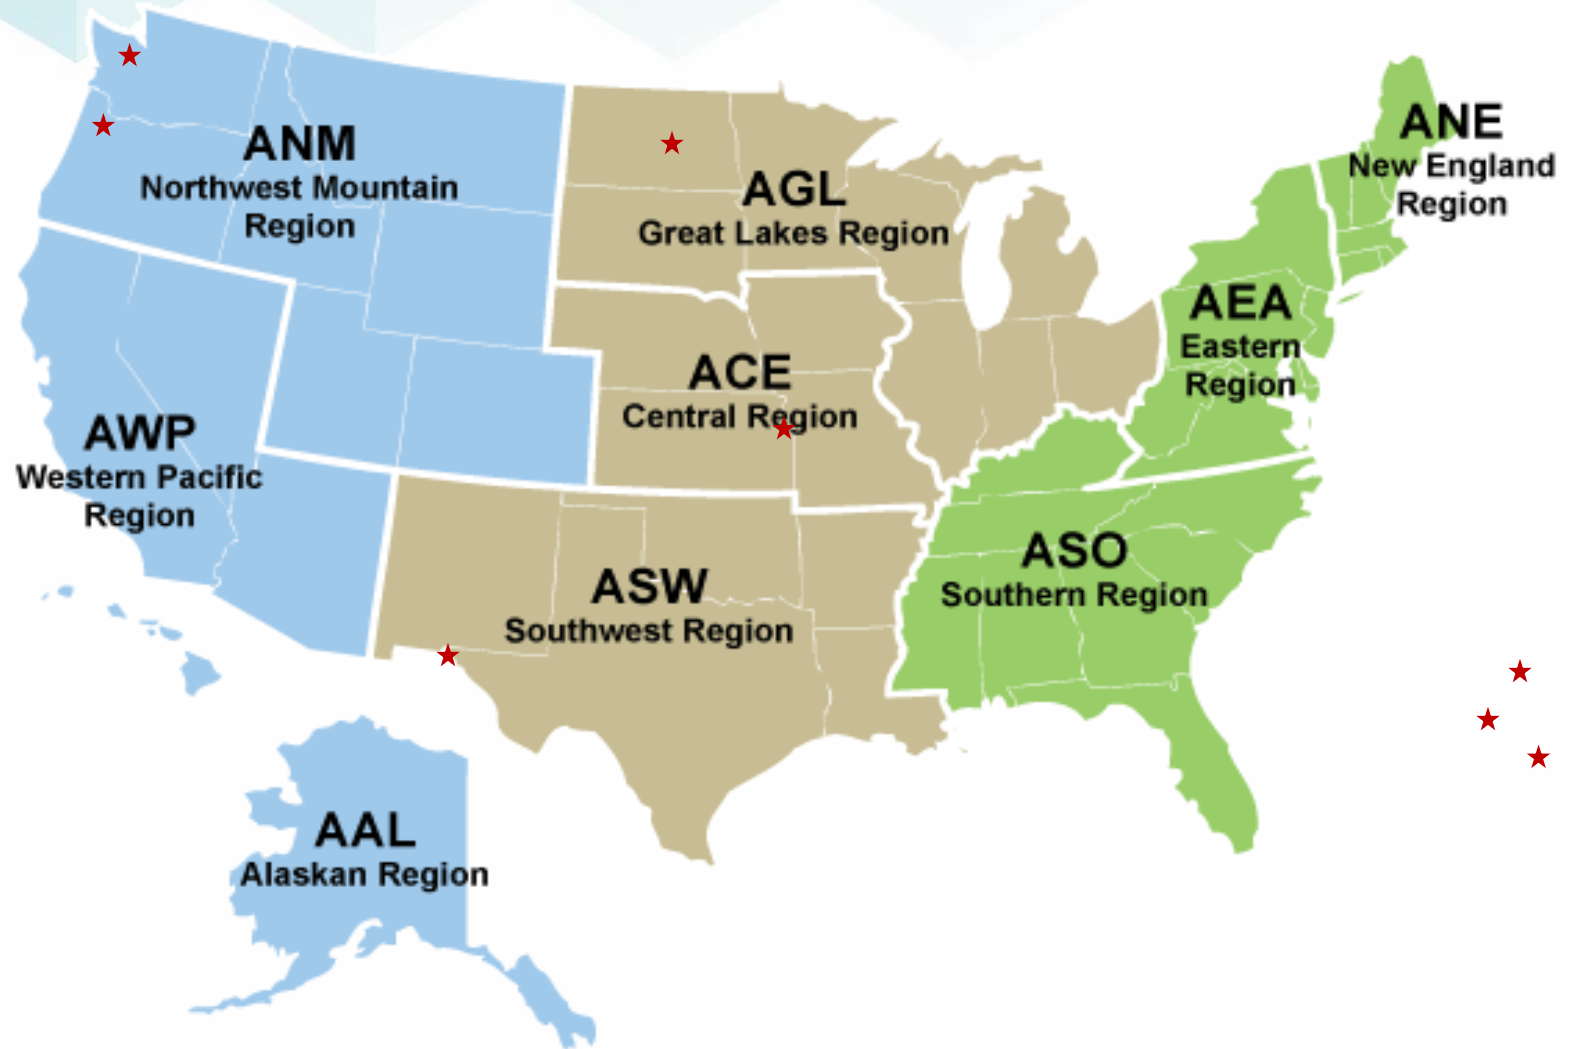 ANM
Northwest Mountain
Region
AGL
Great Lakes Region
ANE
New England
Region
AEA
Eastern
Region
ACE
Central Region
AWP
Western Pacific
Region
ASW
Southwest Region
ASO
Southern Region
AAL
Alaskan Region